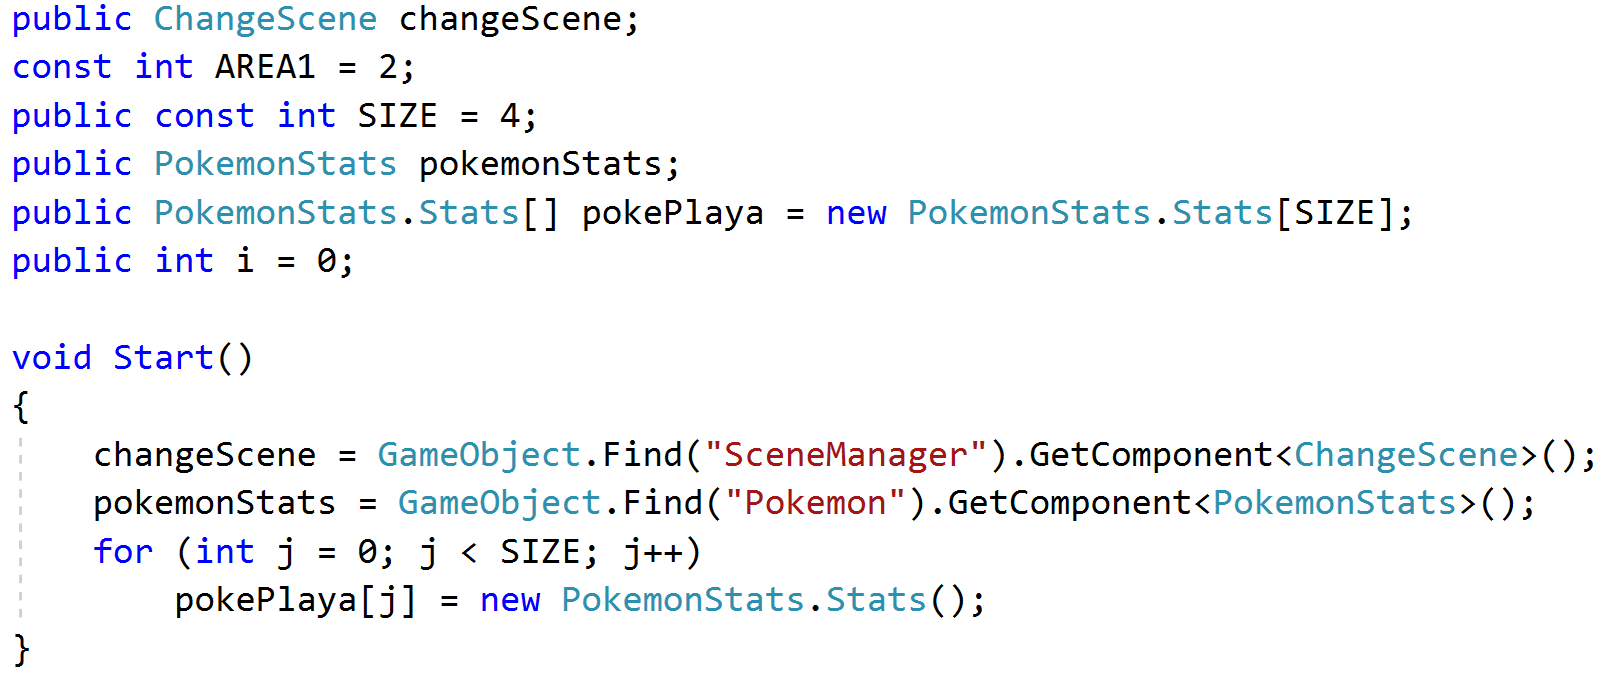 public ChangeScene changeScene;
const int AREA1 = 2;
public const int SIZE = 4;
public PokemonStats pokemonStats;
public PokemonStats.Stats[] pokePlaya = new PokemonStats.Stats[SIZE];
public int i = 0;

void Start()
{
    changeScene = GameObject.Find("SceneManager").GetComponent<ChangeScene>();
    pokemonStats = GameObject.Find("Pokemon").GetComponent<PokemonStats>();
    for (int j = 0; j < SIZE; j++)
        pokePlaya[j] = new PokemonStats.Stats();
}